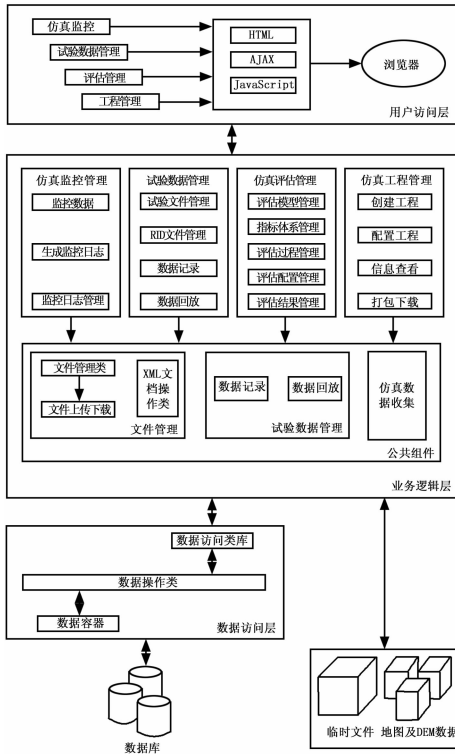 仿真监控
试验数据管理
评估管理
工程管理
HTML
AJAX
JavaScript
浏览器
用户访问层
仿真监控管理
监控数据
生成监控日志
监控日志管理
试验数据管理
试验文件管理
RID文件管理
数据记录
数据回放
仿真评估管理
评估模型管理
指标体系管理
评估过程管理
评估配置管理
评估结果管理
仿真工程管理
创建工程
配置工程
信息查看
打包下载
文件管理类
文件上传下载
XML文
档操
作类
文件管理
数据记录
数据回放
试验数据管理
仿真数
据收集
公共组件
业务逻辑层
数据访问类库
数据操作类
数据容器
数据访问层
数据库
临时文件
地图及DEM数据